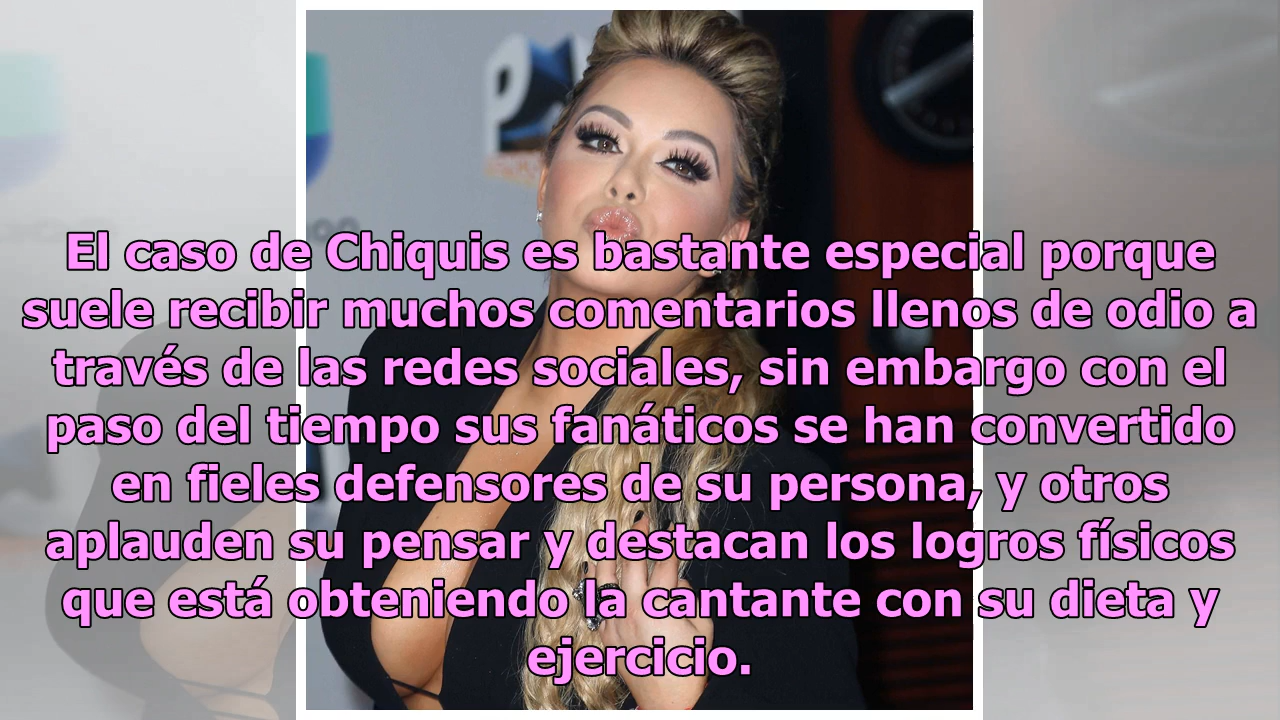 El caso de Chiquis es bastante especial porque
suele recibir muchos comentarios llenos de odio a
través de las redes sociales, sin embargo con el
paso del tiempo sus fanáticos se han convertido
en fieles defensores de su persona, y otros
aplauden su pensar y destacan los logros físicos
que está obteniendo la cantante con su dieta y
ejercicio.